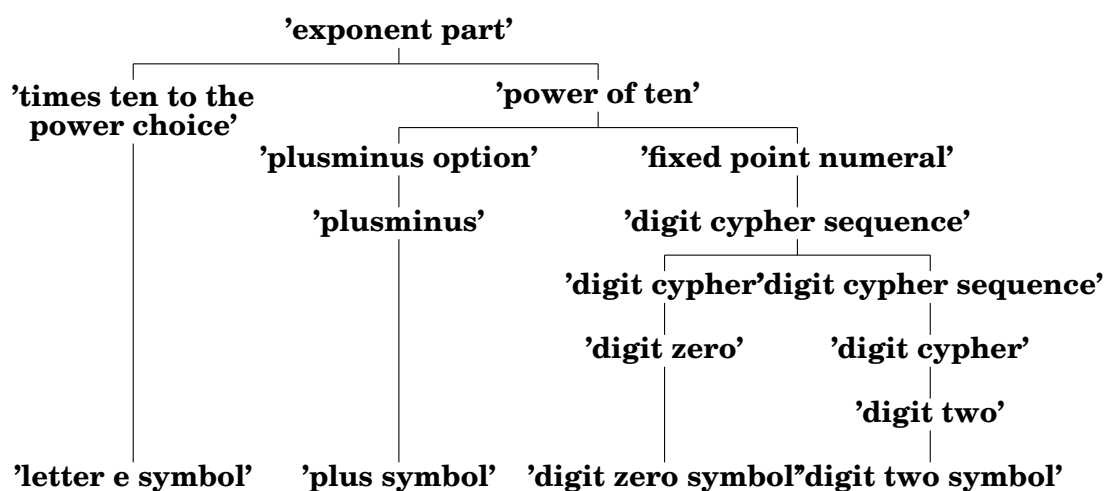 ’exponent part’
’times ten to the
power choice’
’power of ten’
’plusminus option’
’fixed point numeral’
’plusminus’
’digit cypher sequence’
’digit cypher’
’digit cypher sequence’
’digit zero’
’digit cypher’
’digit two’
’letter e symbol’
’plus symbol’
’digit zero symbol’
’digit two symbol’